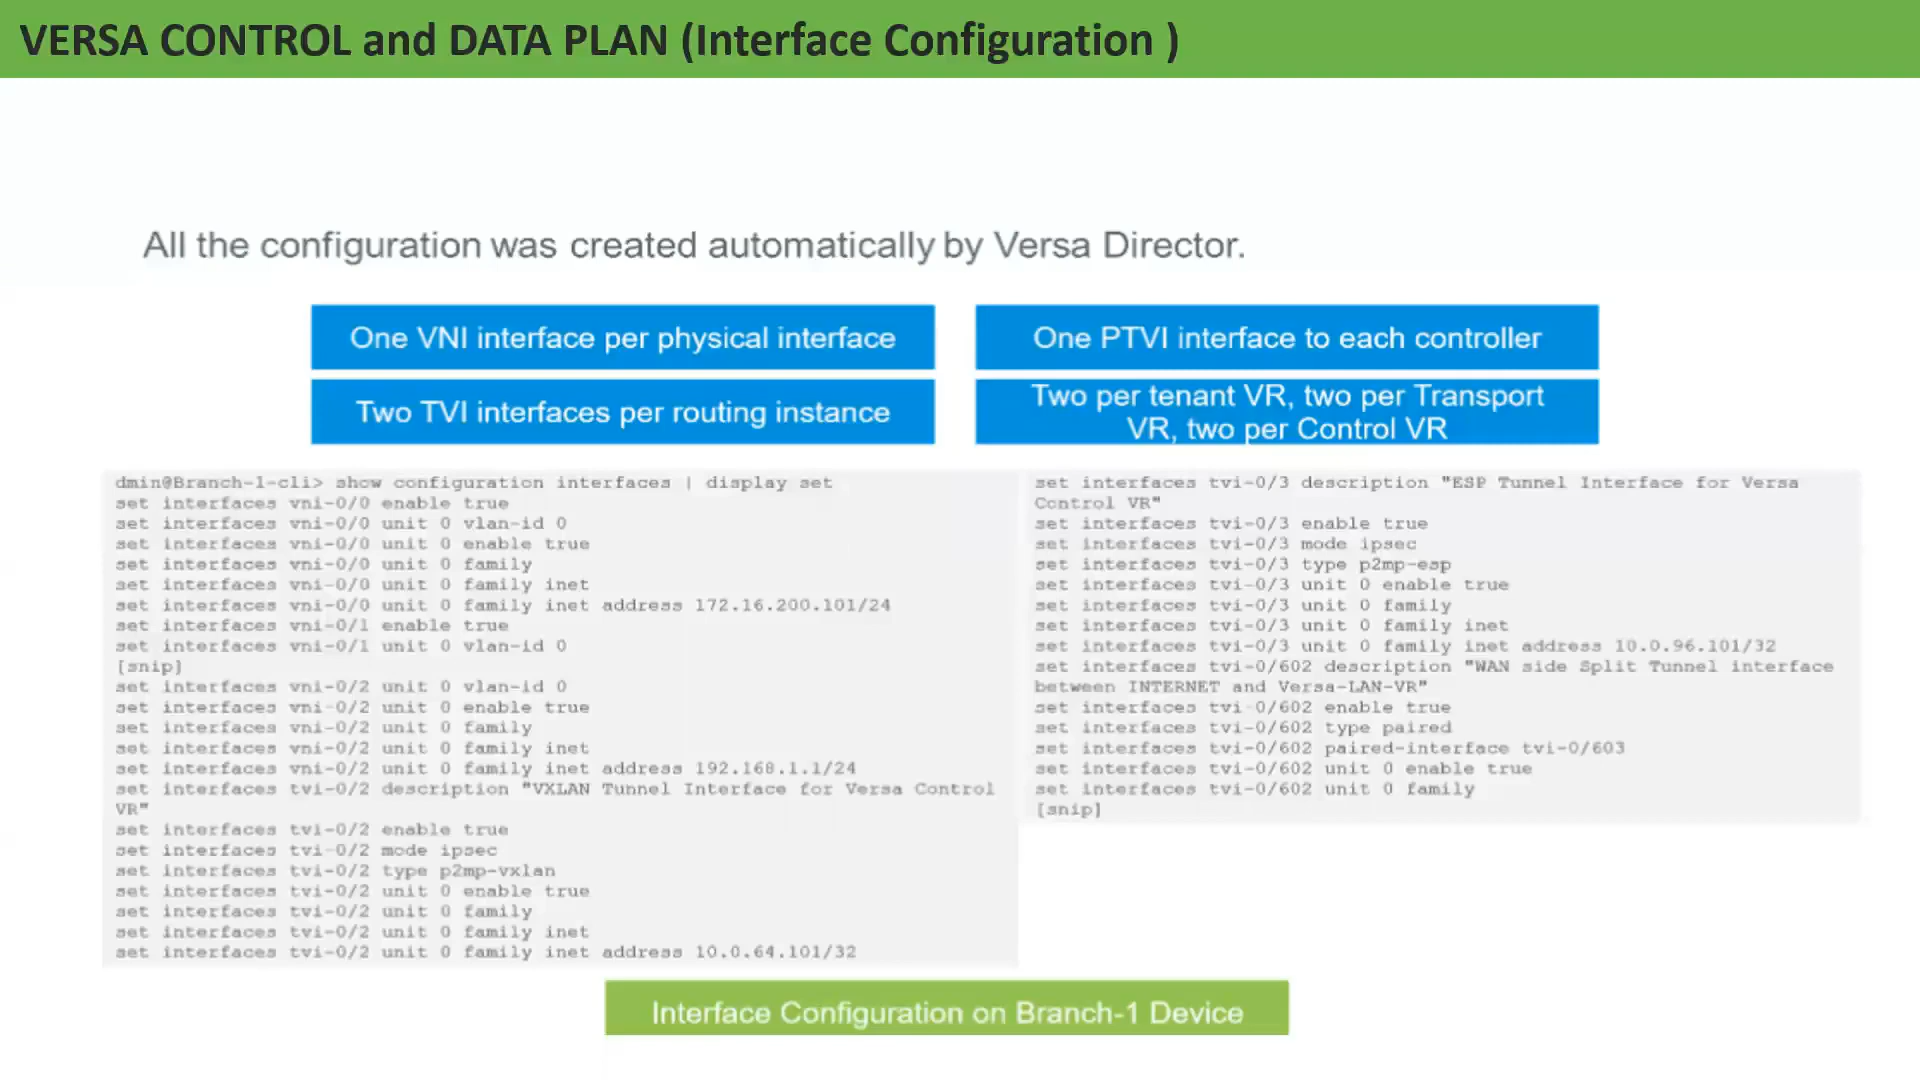 VERSA CONTROL and DATA PLAN (Interface Configuration )
All the configuration was created automatically by Versa Director.
One VNI interface per physical interface
One PTVI interface to each controller
Two TVI interfaces per routing instance
Two per tenant VR, two per Transport
VR, two per Control VR
dmin@Branch-1-cli> show configuration interfaces | display set
set interfaces vni-0/0 enable true
set interfaces vni-0/0 unit 0 vlan-id 0
set interfaces vni-0/0 unit 0 enable true
set interfaces vni-0/0 unit 0 family
set interfaces vni-0/0 unit 0 family inet
set interfaces vni-0/0 unit 0 family inet address 172.16.200.101/24
set interfaces vni-0/1 enable true
set interfaces vni-0/1 unit 0 vlan-id 0
[snip]
set interfaces vni-0/2 unit 0 vlan-id 0
set interfaces vni-0/2 unit 0 enable true
set interfaces vni-0/2 unit 0 family
set interfaces vni-0/2 unit 0 family inet
set interfaces vni-0/2 unit 0 family inet address 192.168.1.1/24
set interfaces tvi-0/2 description "VXLAN Tunnel Interface for Versa Control
VR"
set interfaces tvi-0/2 enable true
set interfaces tvi-0/2 mode ipsec
set interfaces tvi-0/2 type p2mp-vxlan
set interfaces tvi-0/2 unit 0 enable true
set interfaces tvi-0/2 unit 0 family
set interfaces tvi-0/2 unit 0 family inet
set interfaces tvi-0/2 unit 0 family inet address 10.0.64.101/32
set interfaces tvi-0/3 description "ESP Tunnel Interface for Versa
Control VR"
set interfaces tvi-0/3 enable true
set interfaces tvi-0/3 mode ipsec
set interfaces tvi-0/3 type p2mp-esp
set interfaces tvi-0/3 unit 0 enable true
set interfaces tvi-0/3 unit 0 family
set interfaces tvi-0/3 unit 0 family inet
set interfaces tvi-0/3 unit 0 family inet address 10.0.96.101/32
set interfaces tvi-0/602 description "WAN side Split Tunnel interface
between INTERNET and Versa-LAN-VR"
set interfaces tvi-0/602 enable true
set interfaces tvi-0/602 type paired
set interfaces tvi-0/602 paired-interface tvi-0/603
set interfaces tvi-0/602 unit 0 enable true
set interfaces tvi-0/602 unit 0 family
[snip]
Interface Configuration on Branch-1 Device